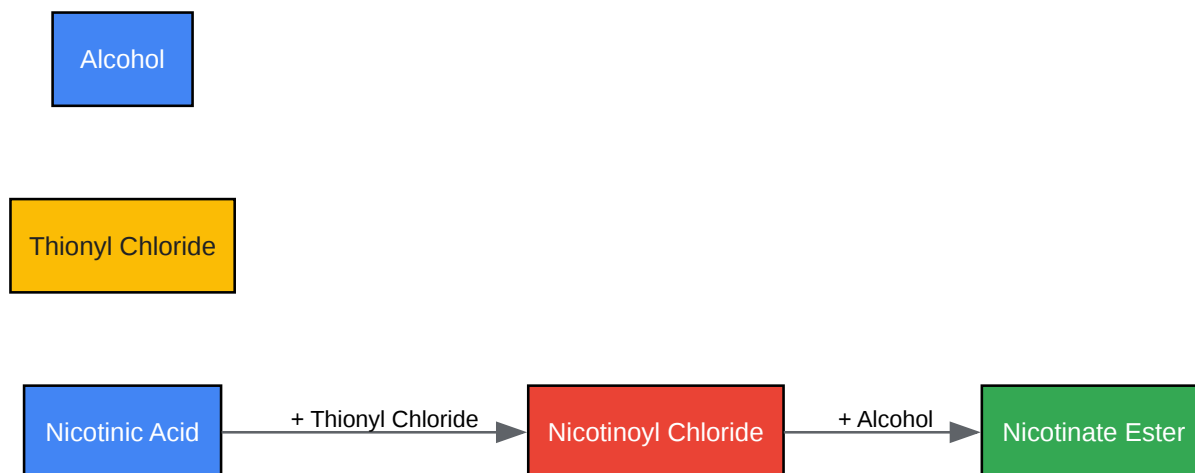 Alcohol
Thionyl Chloride
Nicotinic Acid
+ Thionyl Chloride
Nicotinoyl Chloride
+ Alcohol
Nicotinate Ester